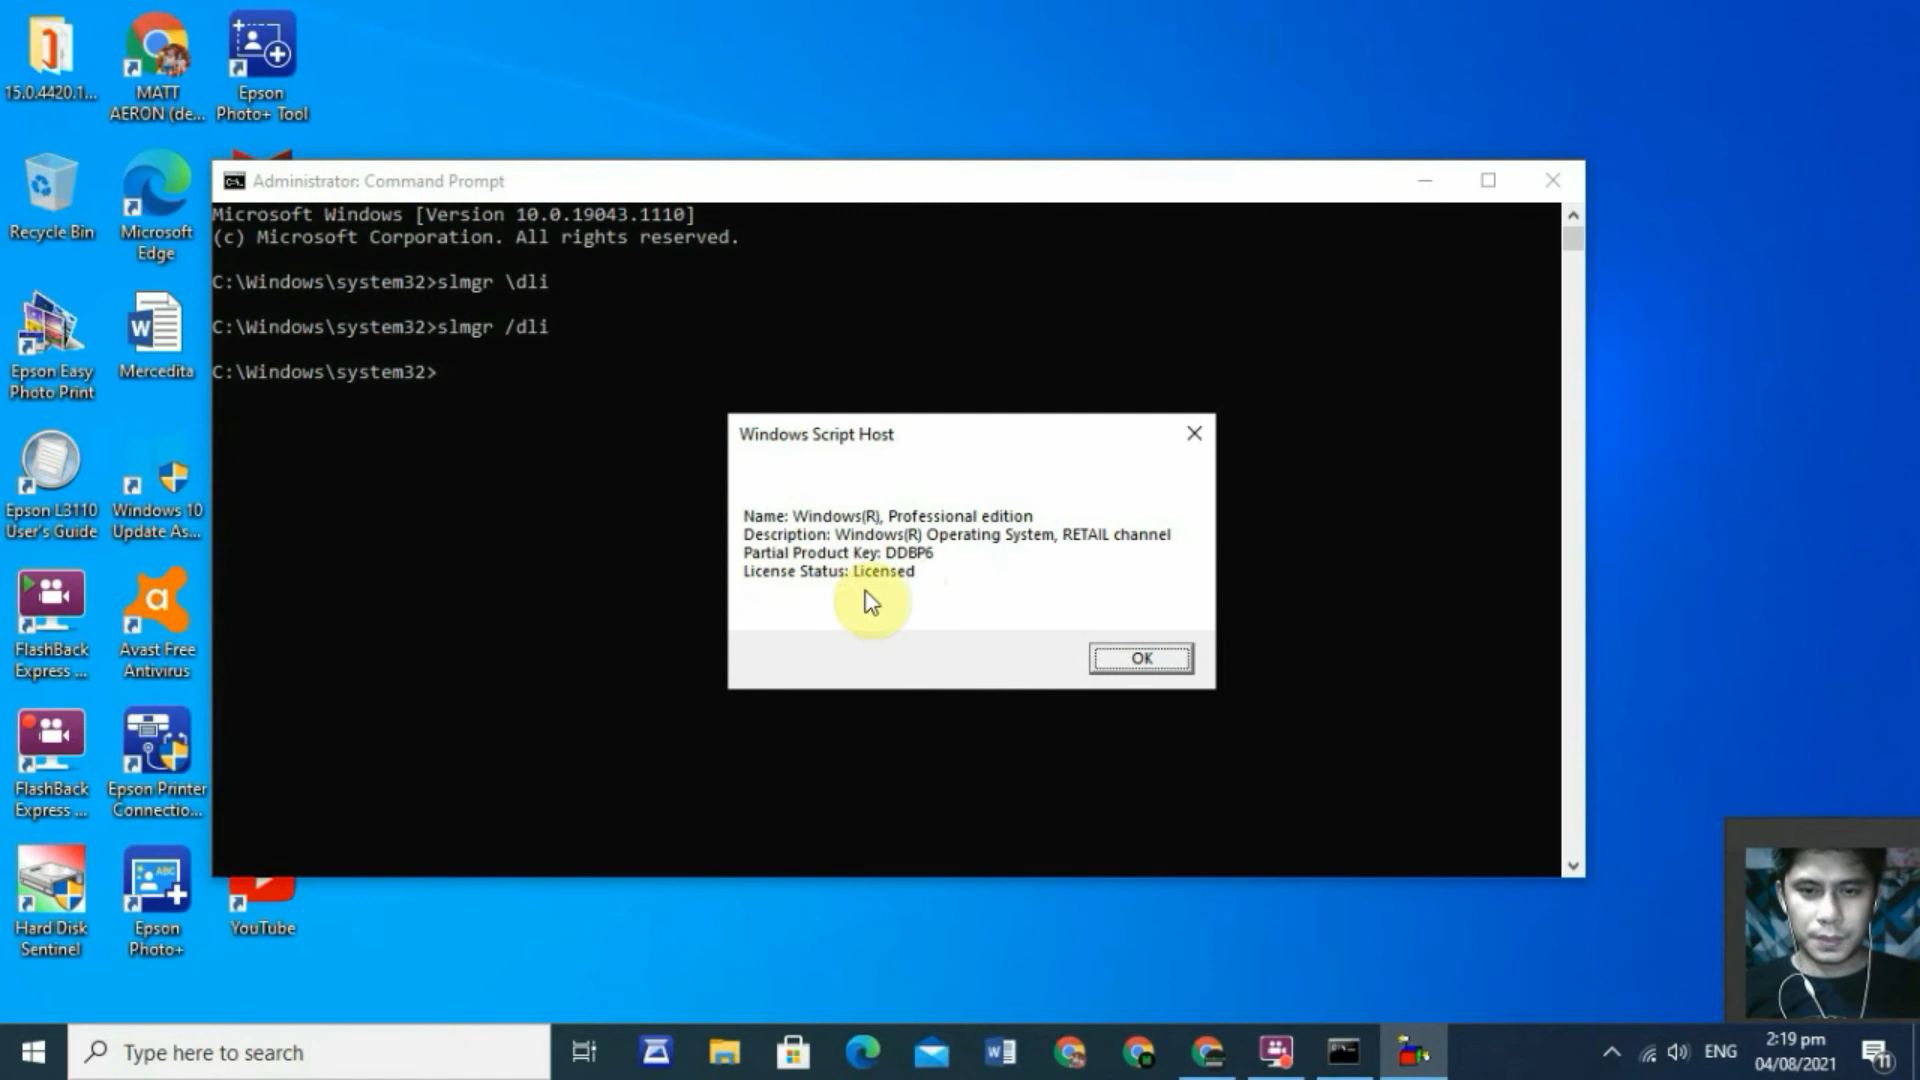 15.0.4420.1...
MATT
AERON (de...
Epson
Photo+ Tool
Recycle Bin
Microsoft
Edge
Epson Easy
Photo Print
Mercedita
Epson L3110
User's Guide
Windows 10
Update As...
FlashBack
Express ...
Avast Free
Antivirus
FlashBack
Express ...
Epson Printer
Connectio...
Hard Disk
Sentinel
ABC
Epson
Photo+
YouTube
Administrator: Command Prompt
Microsoft Windows [Version 10.0.19043.1110]
(c) Microsoft Corporation. All rights reserved.
C:\Windows\system32>slmgr \dli
C:\Windows\system32>slmgr /dli
C:\Windows\system32>
Windows Script Host
Name: Windows(R), Professional edition
Description: Windows(R) Operating System, RETAIL channel
Partial Product Key: DDBP6
License Status: Licensed
OK
Type here to search
ENG
2:19 pm
04/08/2021
11